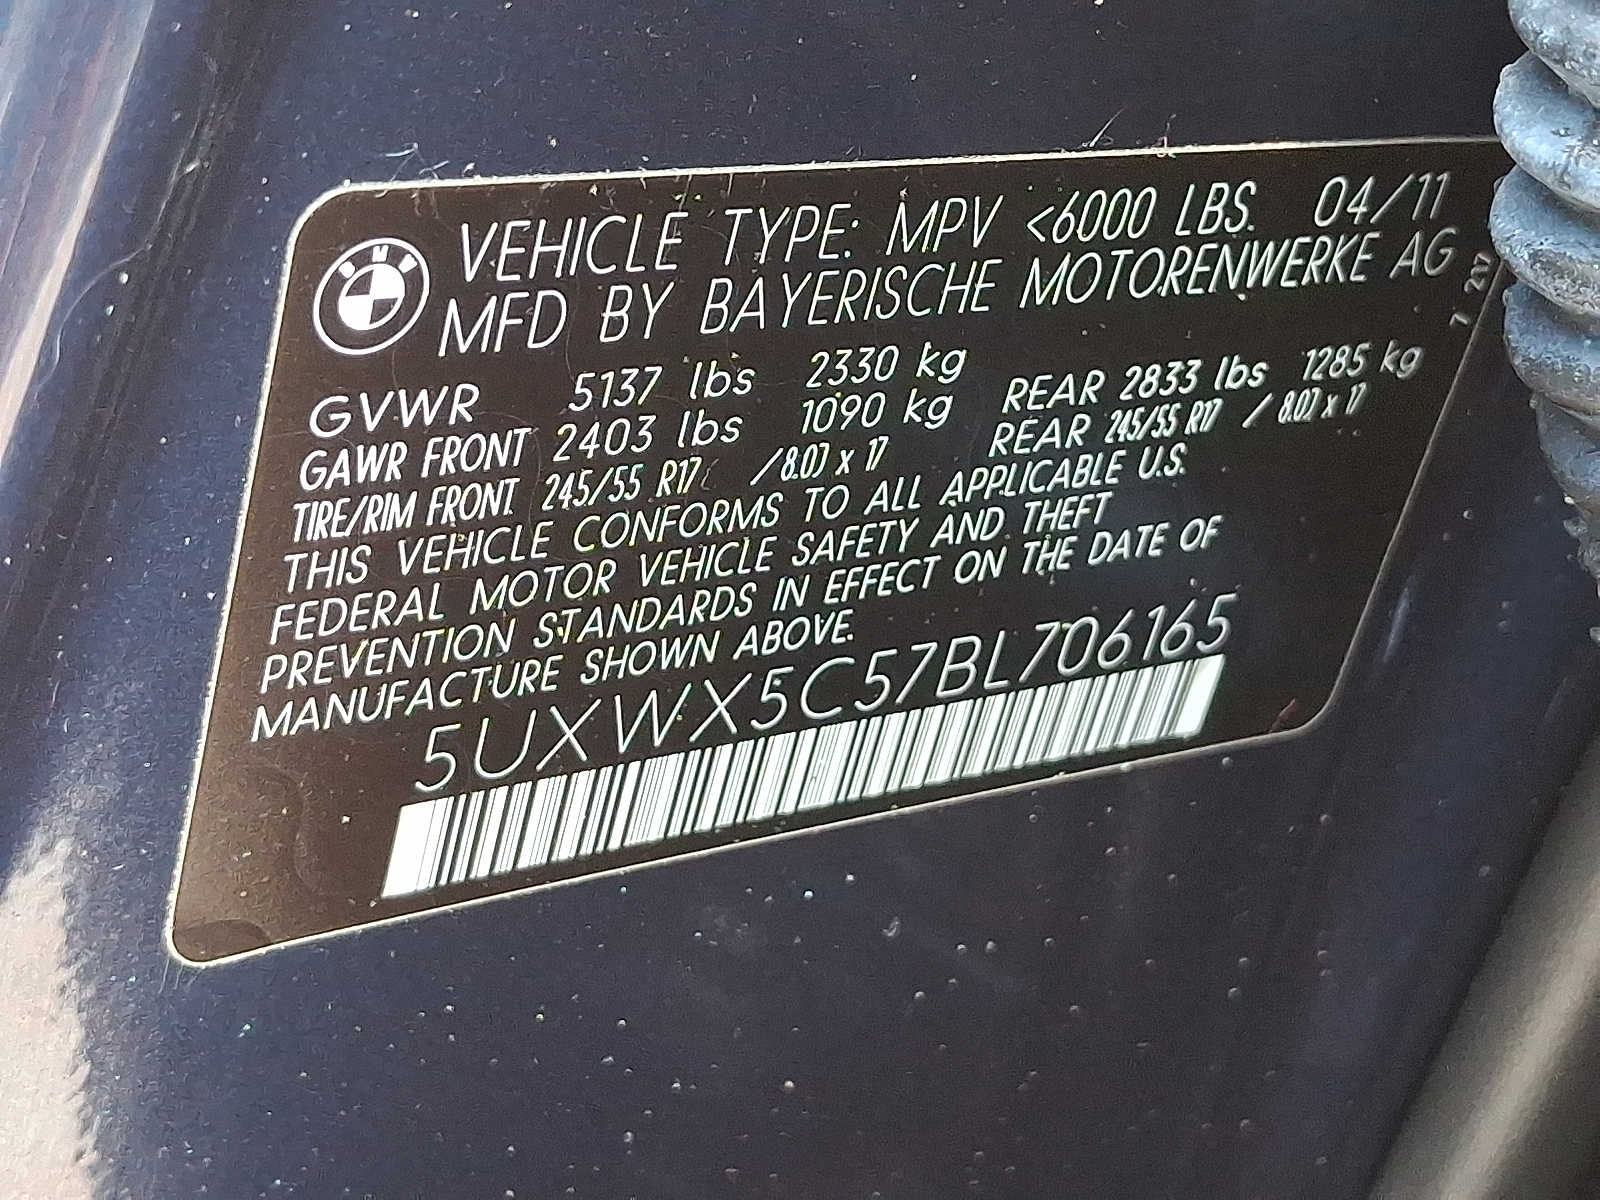 BMW
VEHICLE TYPE: MPV <6000 LBS. 04/11
MFD BY BAYERISCHE MOTORENWERKE AG
GVWR 5137 lbs 2330 kg
GAWR FRONT 2403 lbs 1090 kg REAR 2833 lbs 1285 kg
TIRE/RIM FRONT 245/55 R17 / 8.0J x 17 REAR 245/55 R17 / 8.0J x 17
THIS VEHICLE CONFORMS TO ALL APPLICABLE U.S.
FEDERAL MOTOR VEHICLE SAFETY AND THEFT
PREVENTION STANDARDS IN EFFECT ON THE DATE OF
MANUFACTURE SHOWN ABOVE.
5UXWX5C57BL706165